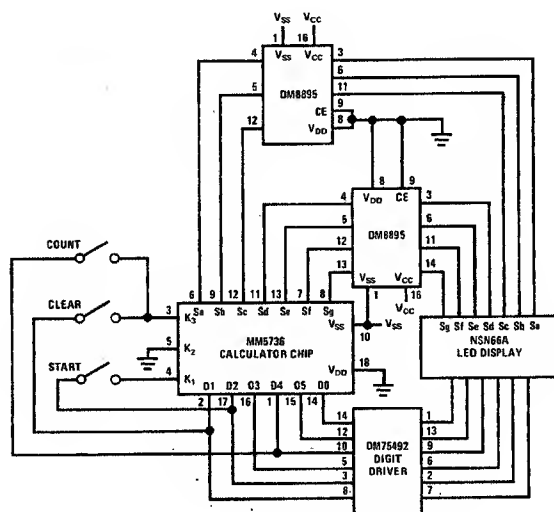 VSS VCC
1 16
4 VSS VCC 3
6
5 DM8895 11
CE 9
12 VDD 8
8 9
4 VDD CE 3
5 6
DM8895
12 11
13 14
VSS VCC
1 16
VCC
COUNT
CLEAR
START
6 9 12 11 13 7 8
Sa Sb Sc Sd Se Sf Sg
3 K3
5 K2
4 K1
MM5736
CALCULATOR CHIP
VSS
10 VSS
VDD 18
D1 D2 D3 D4 D5 D6
2 17 16 1 15 14
Sg Sf Se Sd Sc Sb Sa
NSN66A
LED DISPLAY
14 1
12 13
10 9
5 6
3 2
8 7
DM75492
DIGIT
DRIVER